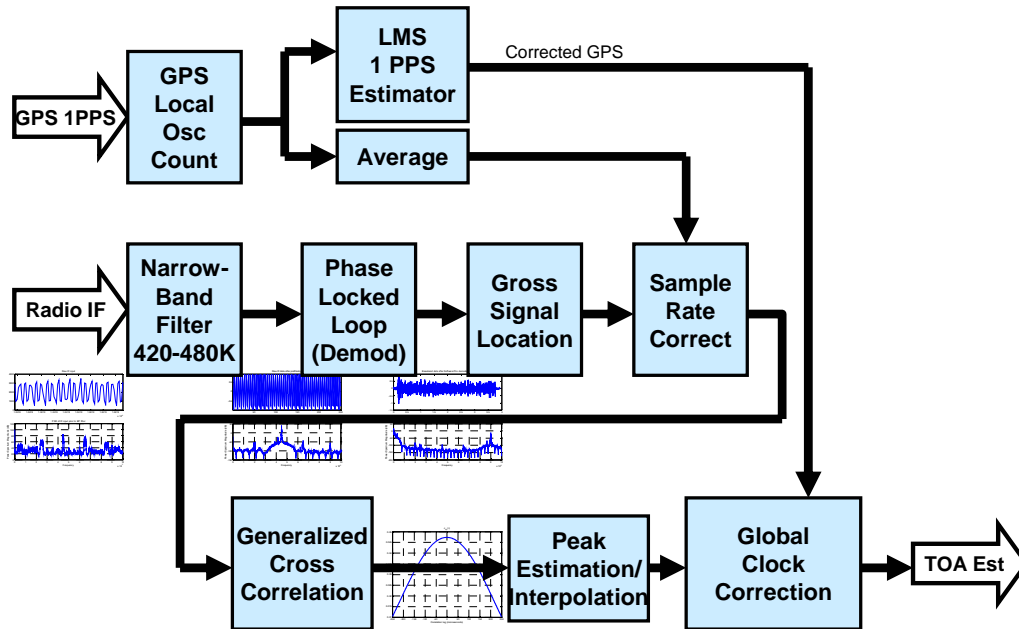 GPS 1PPS
GPS
Local
Osc
Count
LMS
1 PPS
Estimator
Corrected GPS
Average
Radio IF
Narrow-
Band
Filter
420-480K
Phase
Locked
Loop
(Demod)
Gross
Signal
Location
Sample
Rate
Correct
Generalized
Cross
Correlation
Peak
Estimation/
Interpolation
Global
Clock
Correction
TOA Est